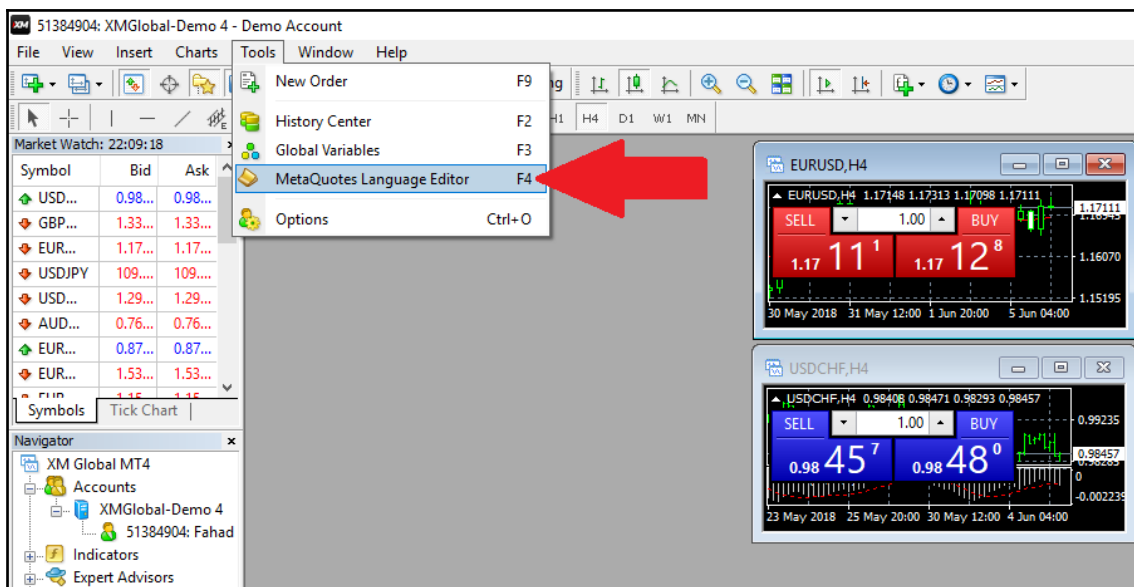 XM 51384904: XMGlobal-Demo 4 - Demo Account
File View Insert Charts Tools Window Help
New Order F9
History Center F2
Global Variables F3
MetaQuotes Language Editor F4
Options Ctrl+O
H1 H4 D1 W1 MN
Market Watch: 22:09:18
Symbol Bid Ask
USD... 0.98... 0.98...
GBP... 1.33... 1.33...
EUR... 1.17... 1.17...
USDJPY 109.... 109....
USD... 1.29... 1.29...
AUD... 0.76... 0.76...
EUR... 0.87... 0.87...
EUR... 1.53... 1.53...
Symbols Tick Chart
Navigator
XM Global MT4
Accounts
XMGlobal-Demo 4
51384904: Fahad
Indicators
Expert Advisors
EURUSD,H4
EURUSD,H4 1.17148 1.17313 1.17098 1.17111
SELL 1.00 BUY
1.17 11 1 1.17 12 8
1.17111
1.16070
1.15195
30 May 2018 31 May 12:00 1 Jun 20:00 5 Jun 04:00
USDCHF,H4
USDCHF,H4 0.98408 0.98471 0.98293 0.98457
SELL 1.00 BUY
0.98 45 7 0.98 48 0
0.99235
0.98457
0
-0.002239
23 May 2018 25 May 20:00 30 May 12:00 4 Jun 04:00